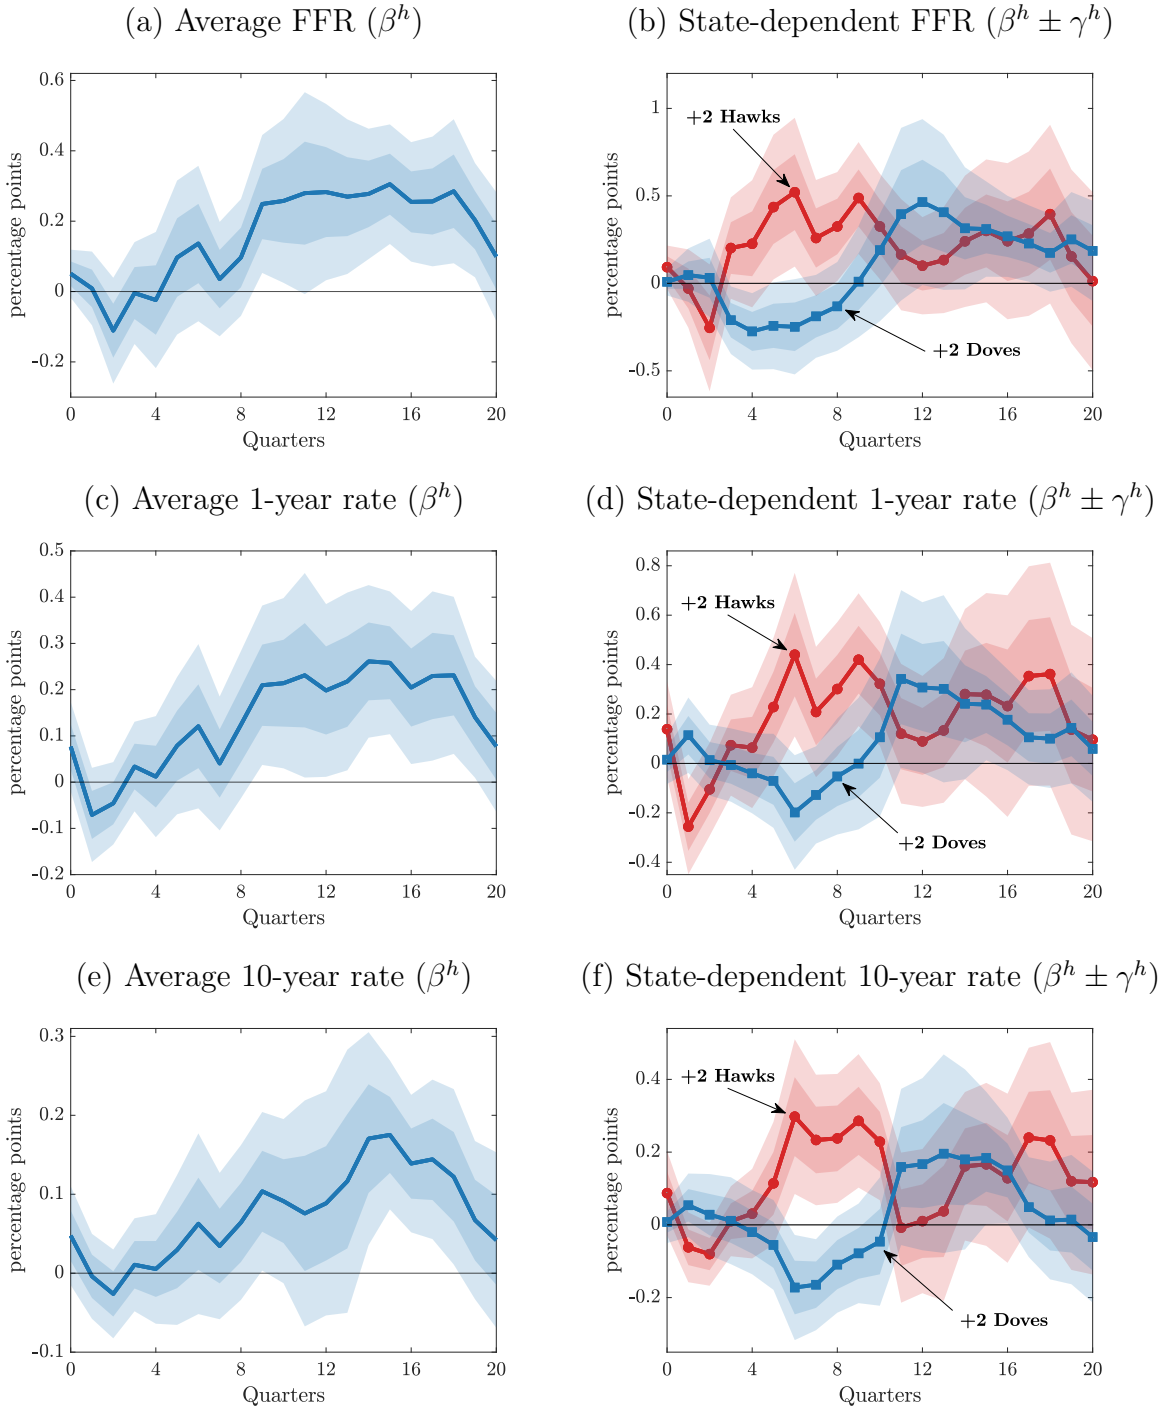 (a) Average FFR (β^h)
(b) State-dependent FFR (β^h ± γ^h)
percentage points
0.6
0.4
0.2
0
-0.2
0
4
8
12
16
20
Quarters
percentage points
1
0.5
0
-0.5
+2 Hawks
+2 Doves
0
4
8
12
16
20
Quarters
(c) Average 1-year rate (β^h)
(d) State-dependent 1-year rate (β^h ± γ^h)
percentage points
0.5
0.4
0.3
0.2
0.1
0
-0.1
-0.2
0
4
8
12
16
20
Quarters
percentage points
0.8
0.6
0.4
0.2
0
-0.2
-0.4
+2 Hawks
+2 Doves
0
4
8
12
16
20
Quarters
(e) Average 10-year rate (β^h)
(f) State-dependent 10-year rate (β^h ± γ^h)
percentage points
0.3
0.2
0.1
0
-0.1
0
4
8
12
16
20
Quarters
percentage points
0.4
0.2
0
-0.2
+2 Hawks
+2 Doves
0
4
8
12
16
20
Quarters